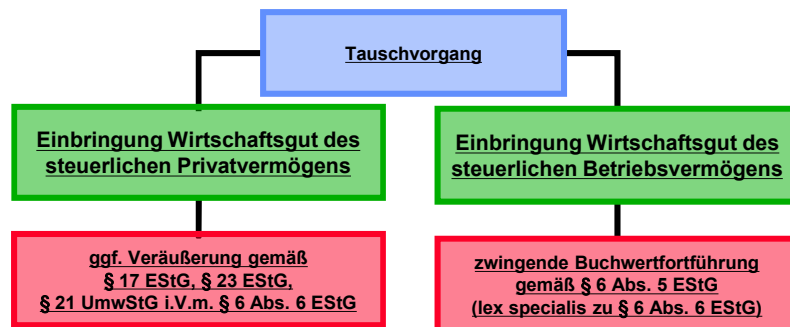 Tauschvorgang
Einbringung Wirtschaftsgut des
steuerlichen Privatvermögens
Einbringung Wirtschaftsgut des
steuerlichen Betriebsvermögens
ggf. Veräußerung gemäß
§ 17 EStG, § 23 EStG,
§ 21 UmwStG i.V.m. § 6 Abs. 6 EStG
zwingende Buchwertfortführung
gemäß § 6 Abs. 5 EStG
(lex specialis zu § 6 Abs. 6 EStG)